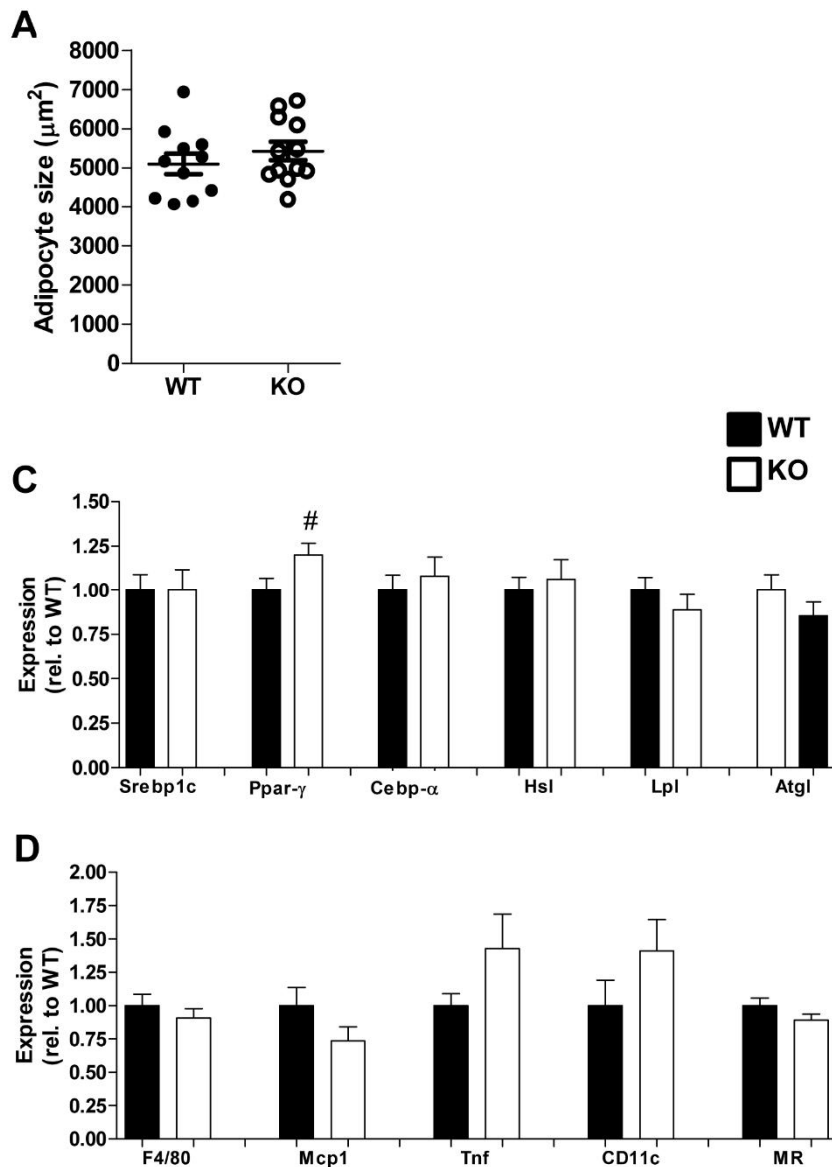 A
8000
7000
6000
5000
4000
3000
2000
1000
0
Adipocyte size (μm²)
WT KO
WT
KO
C
1.50
1.25
1.00
0.75
0.50
0.25
0.00
Expression
(rel. to WT)
#
Srebp1c Ppar-γ Cebp-α Hsl Lpl Atgl
D
2.00
1.75
1.50
1.25
1.00
0.75
0.50
0.25
0.00
Expression
(rel. to WT)
F4/80 Mcp1 Tnf CD11c MR